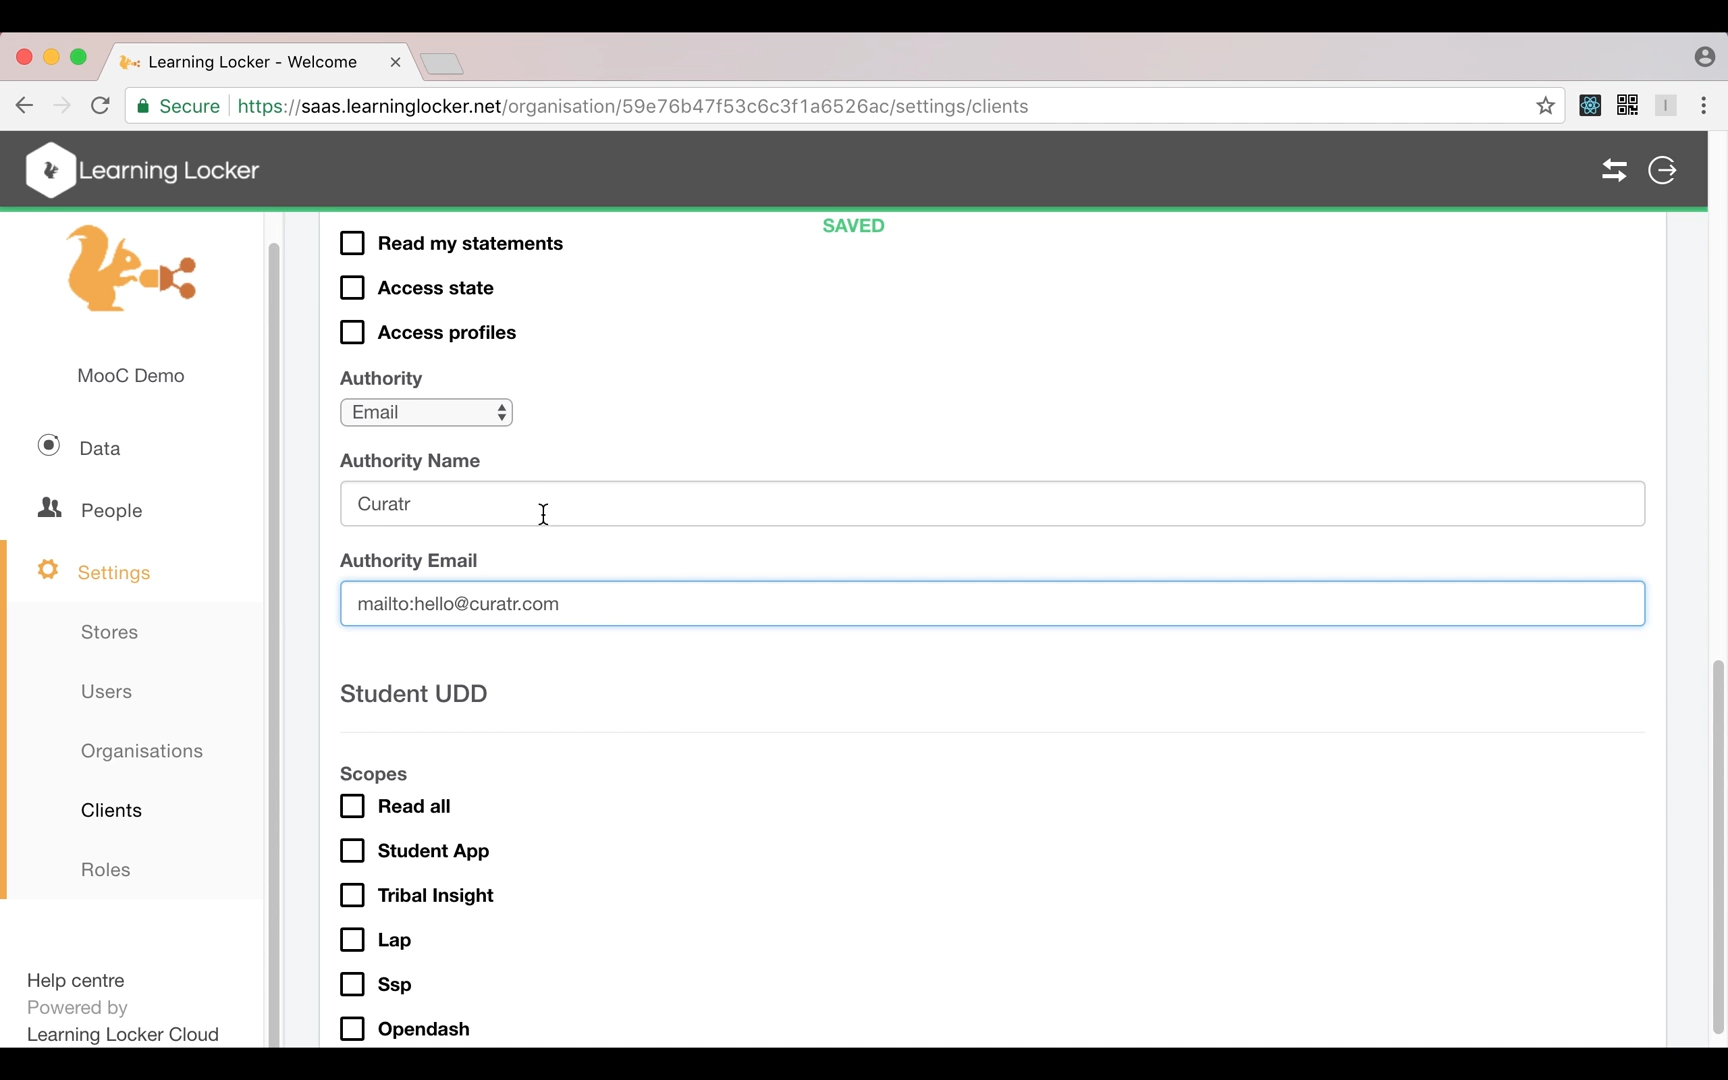 Learning Locker - Welcome
Secure https://saas.learninglocker.net/organisation/59e76b47f53c6c3f1a6526ac/settings/clients
Learning Locker
SAVED
MooC Demo
Data
People
Settings
Stores
Users
Organisations
Clients
Roles
Help centre
Powered by
Learning Locker Cloud
Read my statements
Access state
Access profiles
Authority
Email
Authority Name
Curatr
Authority Email
mailto:hello@curatr.com
Student UDD
Scopes
Read all
Student App
Tribal Insight
Lap
Ssp
Opendash